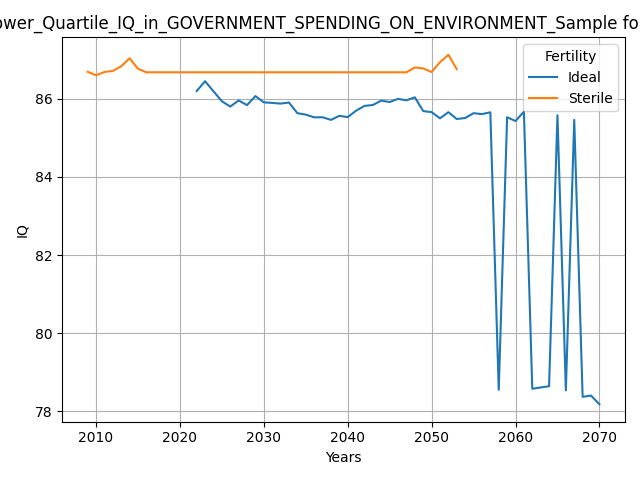 ower_Quartile_IQ_in_GOVERNMENT_SPENDING_ON_ENVIRONMENT_Sample fo
Fertility
Ideal
Sterile
86
84
82
80
78
IQ
2010 2020 2030 2040 2050 2060 2070
Years